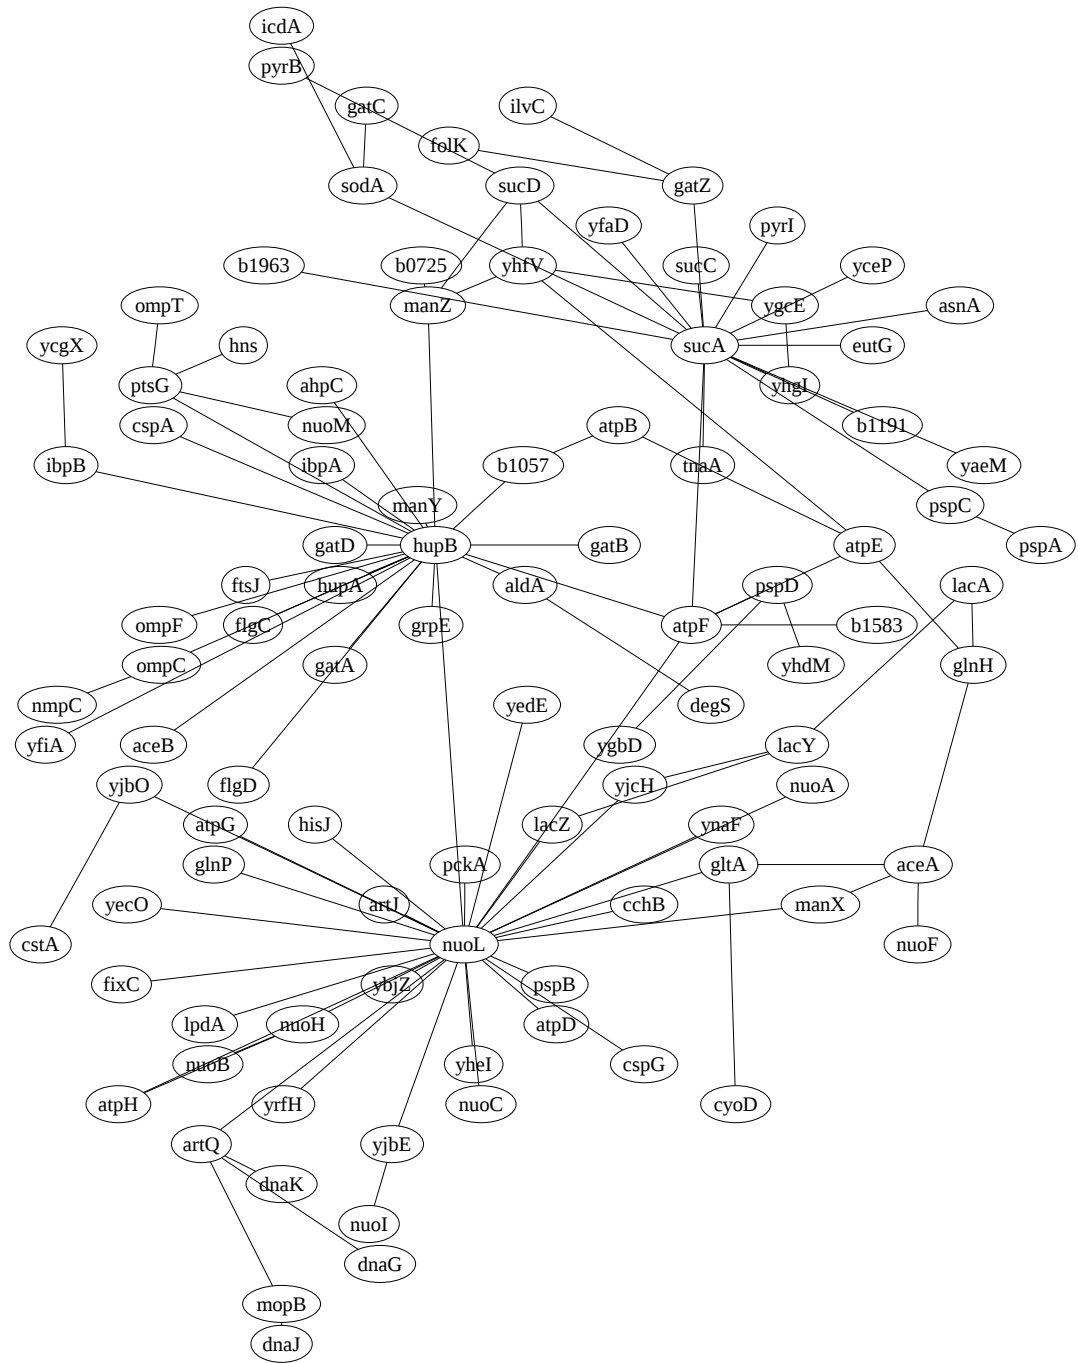 icdA
pyrB
gatC
ilvC
folK
sodA
sucD
gatZ
yfaD
pyrI
b1963
b0725
yhfV
sucC
yceP
ompT
manZ
ygcE
asnA
ycgX
hns
sucA
eutG
ptsG
ahpC
yhgI
cspA
nuoM
atpB
b1191
ibpB
ibpA
b1057
tnaA
yaeM
manY
pspC
gatD
hupB
gatB
atpE
pspA
ftsJ
hupA
aldA
pspD
lacA
ompF
flgC
grpE
atpF
b1583
ompC
gatA
yhdM
glnH
nmpC
yedE
degS
yfiA
aceB
ygbD
lacY
yjbO
flgD
yjcH
nuoA
atpG
hisJ
lacZ
ynaF
glnP
pckA
gltA
aceA
yecO
artJ
cchB
manX
cstA
nuoL
nuoF
fixC
ybjZ
pspB
lpdA
nuoH
atpD
nuoB
yheI
cspG
atpH
yrfH
nuoC
cyoD
artQ
yjbE
dnaK
nuoI
dnaG
mopB
dnaJ